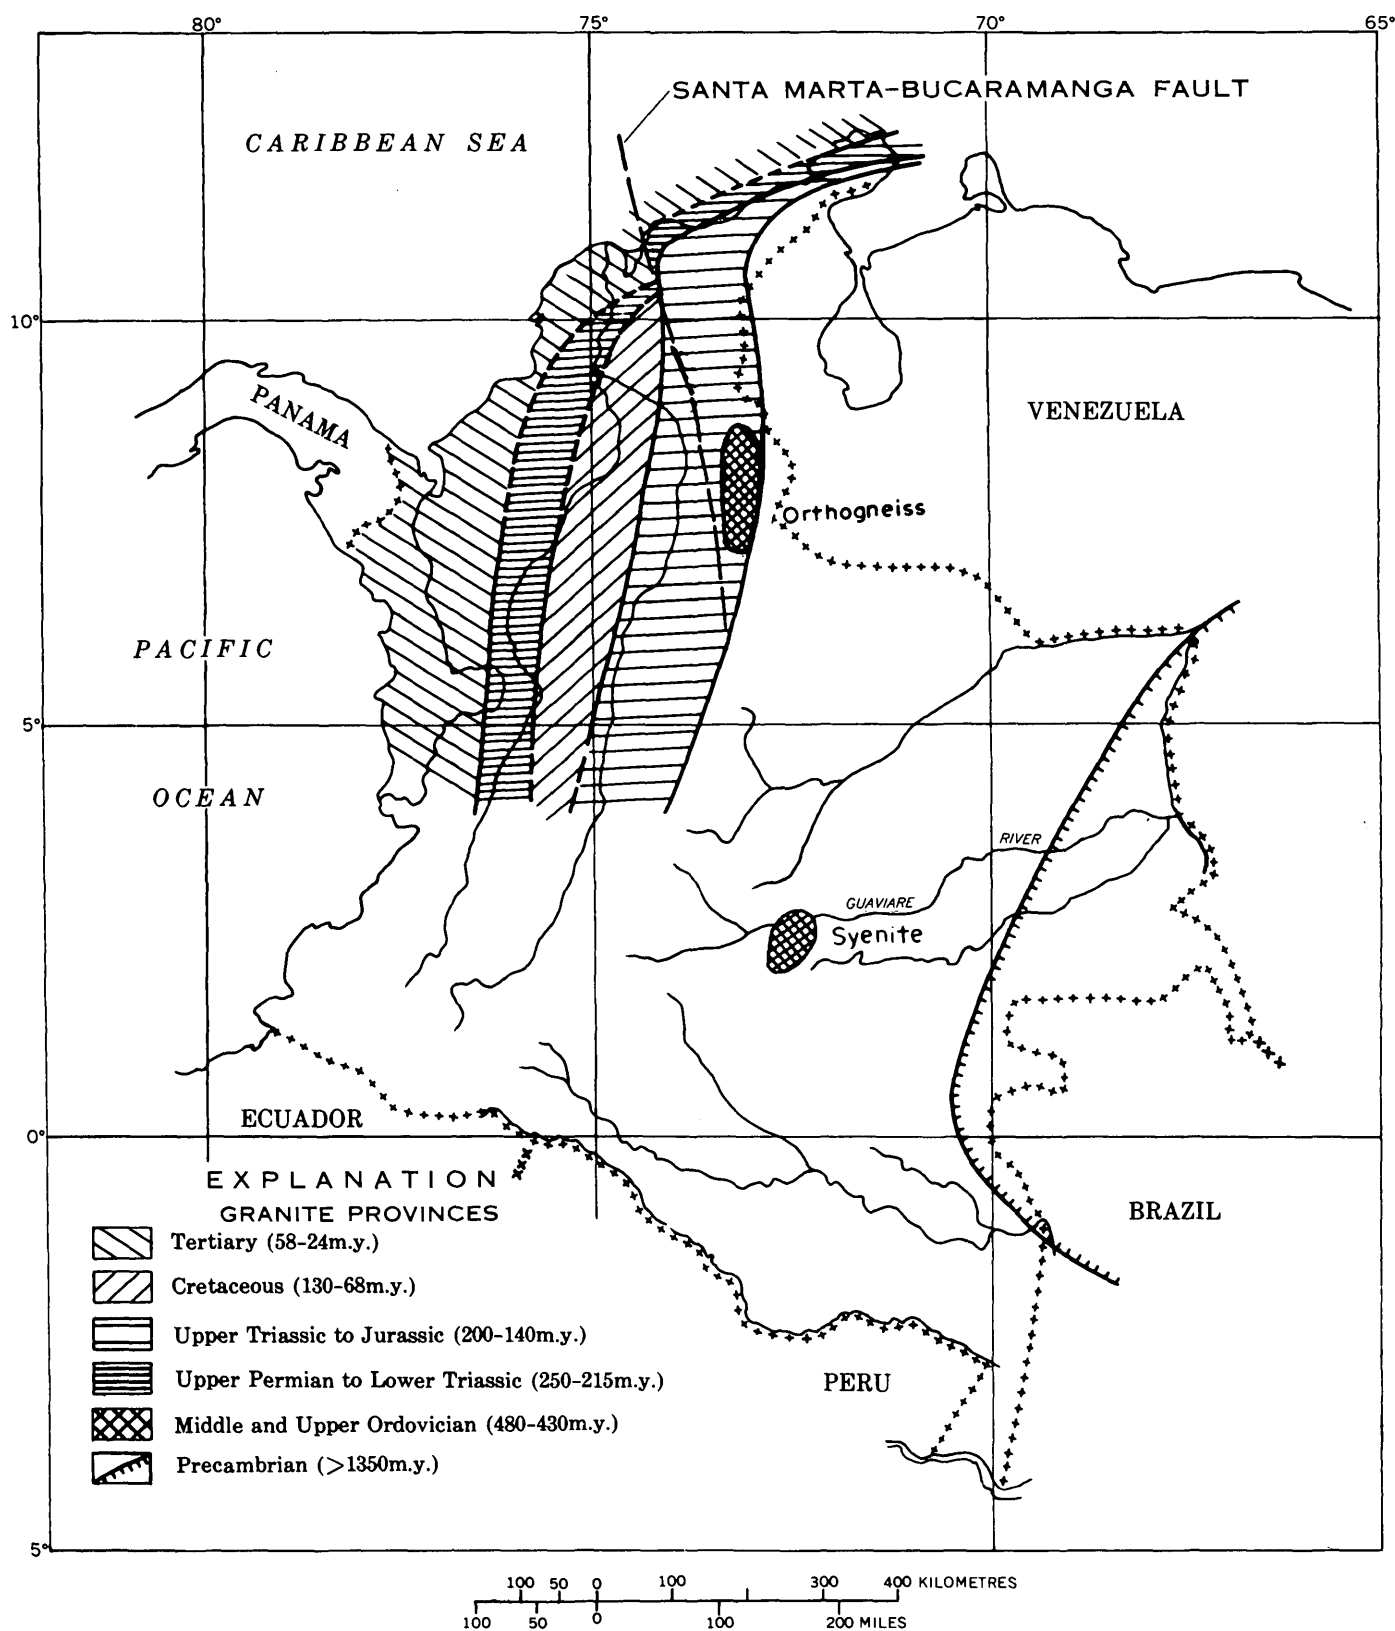 80° 75° 70° 65°
SANTA MARTA-BUCARAMANGA FAULT
CARIBBEAN SEA
10°
PANAMA
VENEZUELA
Orthogneiss
PACIFIC
5°
OCEAN
RIVER
GUAVIARE
Syenite
ECUADOR
0°
EXPLANATION
GRANITE PROVINCES
BRAZIL
Tertiary (58-24m.y.)
Cretaceous (130-68m.y.)
Upper Triassic to Jurassic (200-140m.y.)
Upper Permian to Lower Triassic (250-215m.y.)
PERU
Middle and Upper Ordovician (480-430m.y.)
Precambrian (>1350m.y.)
5°
100 50 0 100 300 400 KILOMETRES
100 50 0 100 200 MILES